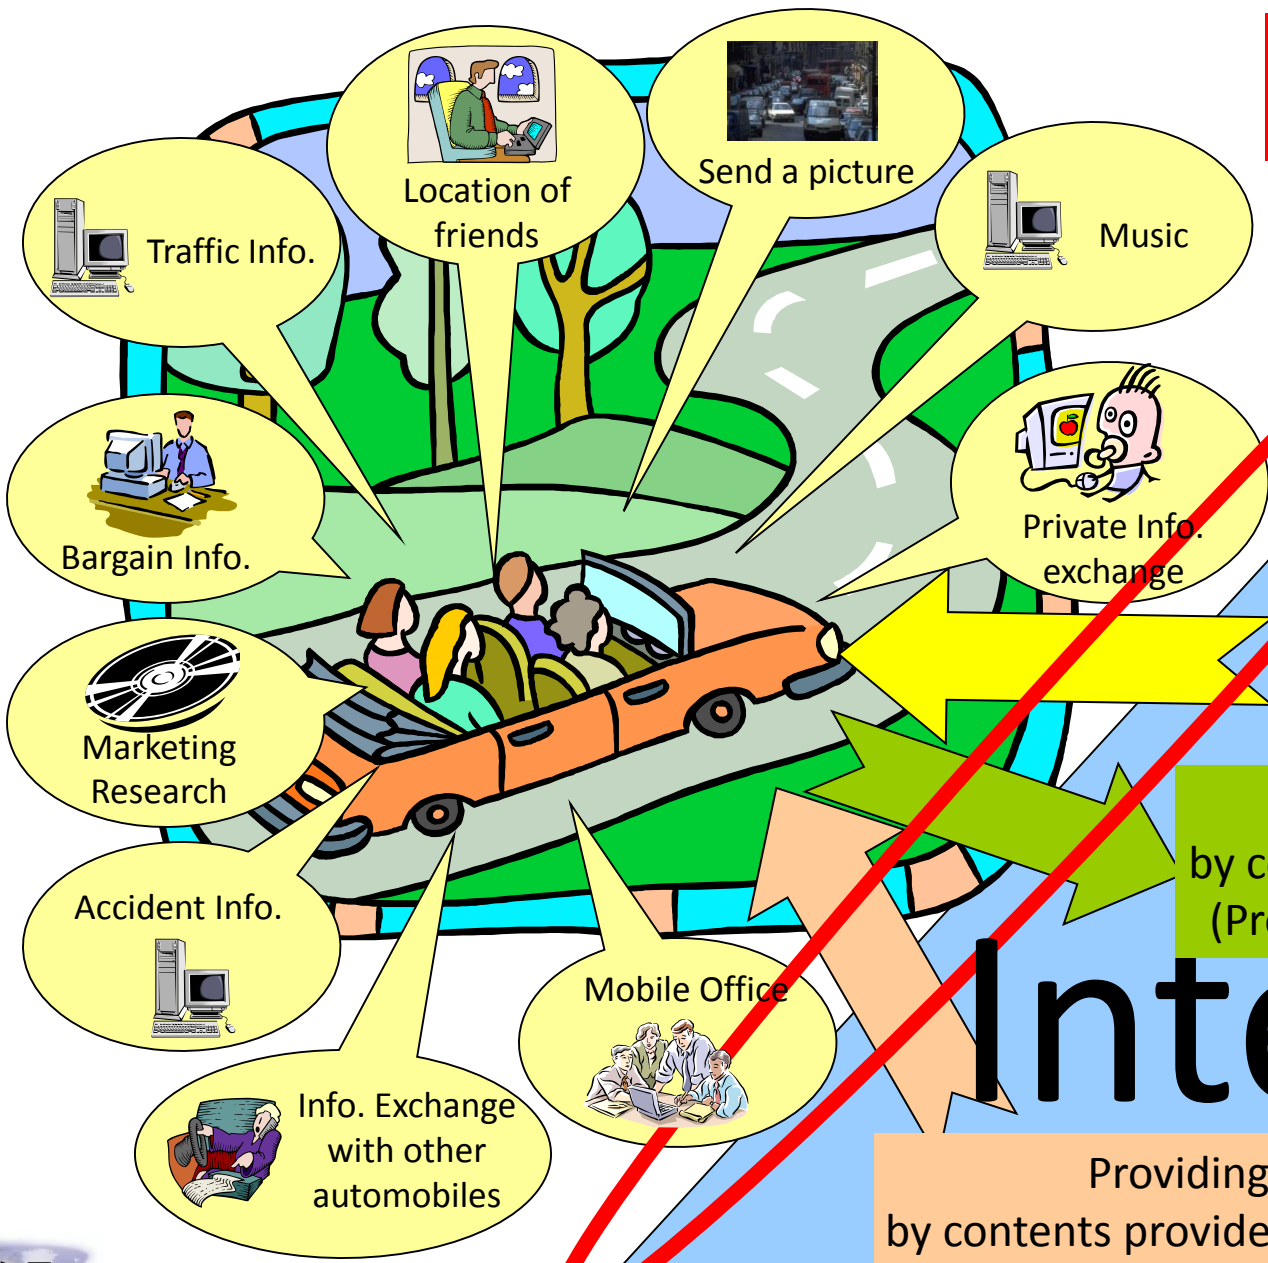 Location of
friends
Send a picture
Traffic Info.
Music
Bargain Info.
Private Info.
exchange
Marketing
Research
by
(Pr
Accident Info.
Inte
Mobile Office
Info. Exchange
with other
automobiles
Providing
by contents provide